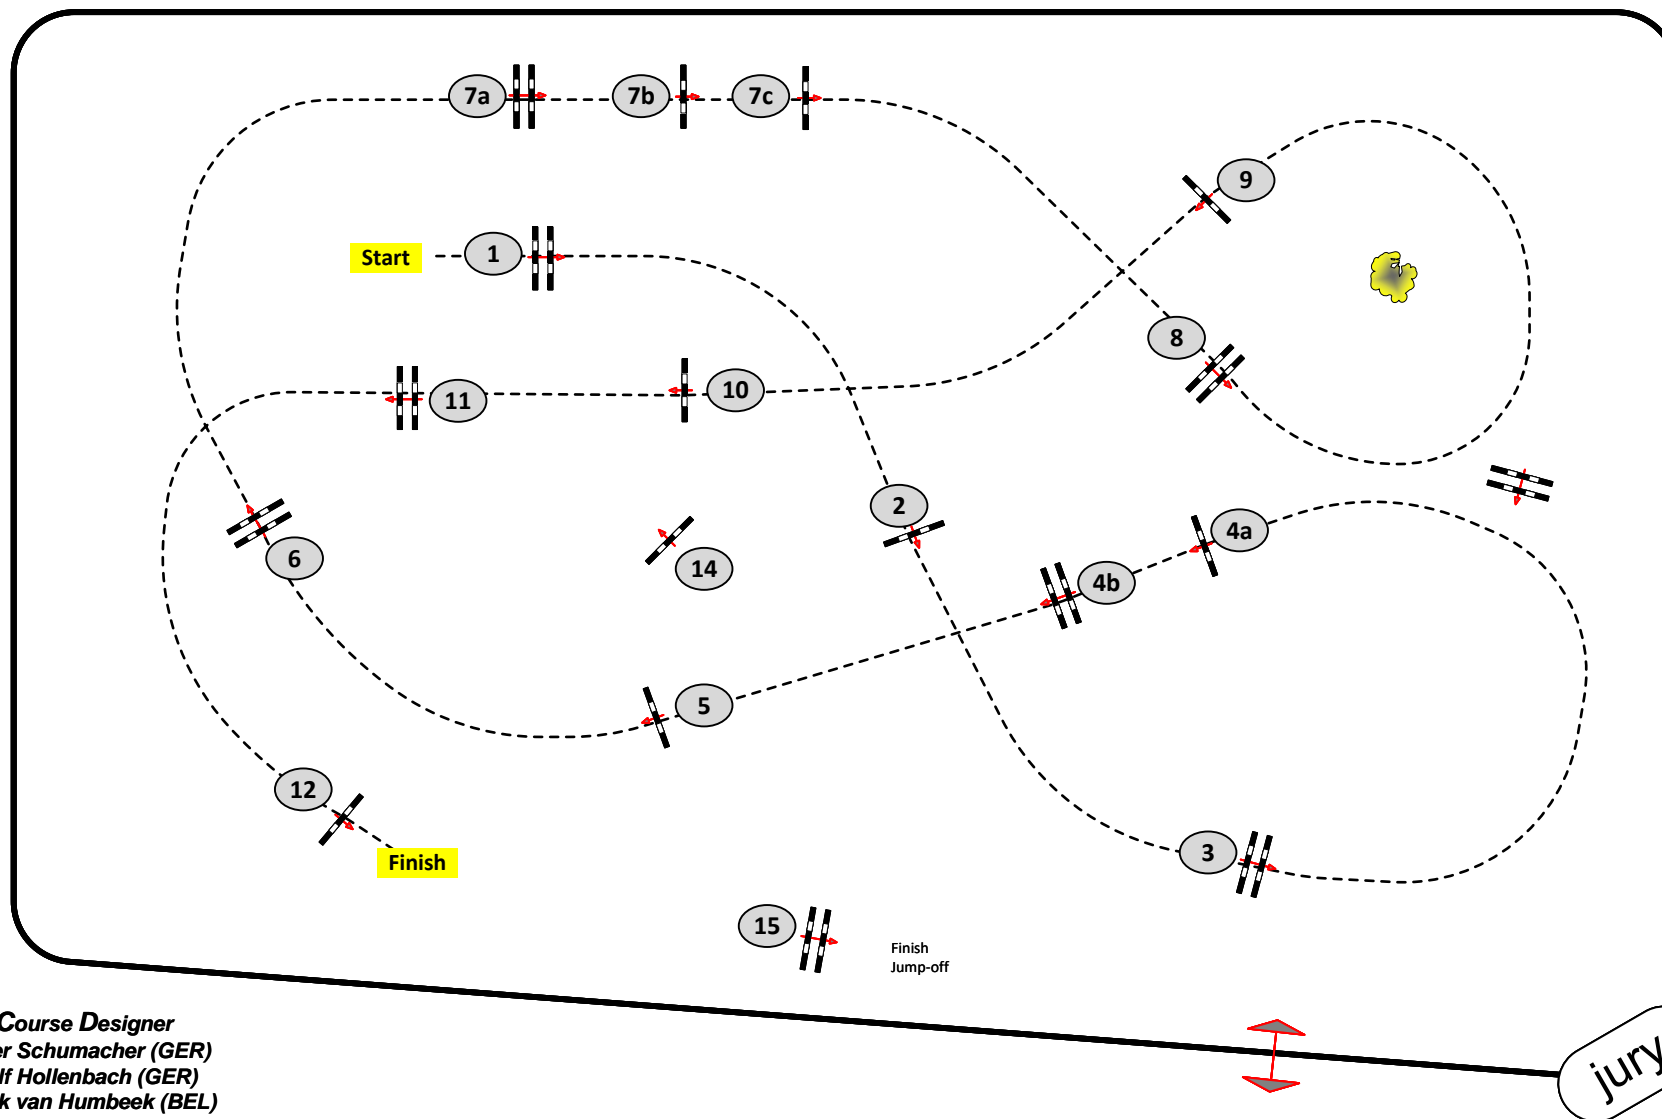 7a
7b
7c
9
Start
1
8
10
11
2
4a
6
14
4b
5
12
3
Finish
15
Finish
Jump-off
Course Designer
Schumacher (GER)
Hollenbach (GER)
van Humbeek (BEL)
jury